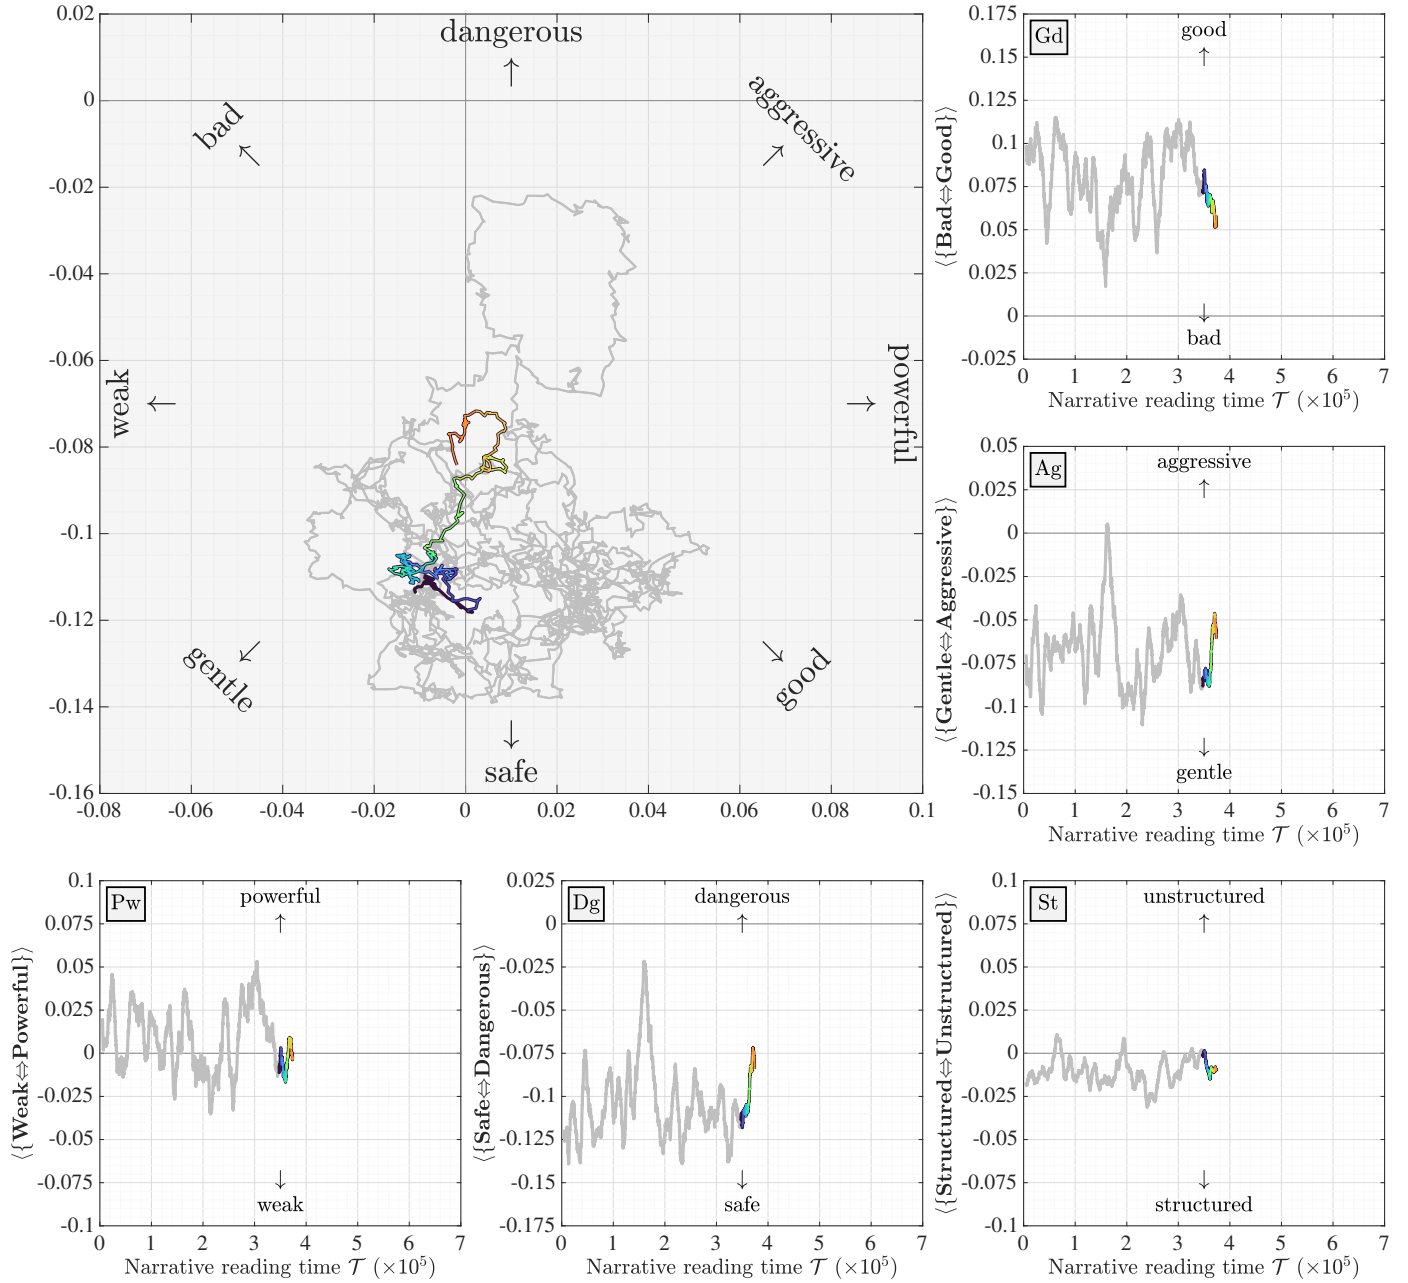 0.02
0
-0.02
-0.04
-0.06
-0.08
-0.1
-0.12
-0.14
-0.16
-0.08
-0.06
-0.04
-0.02
0
0.02
0.04
0.06
0.08
0.1
dangerous
↑
bad
↖
aggressive
↗
weak
←
powerful
→
gentle
↙
good
↘
↓
safe
Gd
good
↑
↓
bad
0.175
0.15
0.125
0.1
0.075
0.05
0.025
0
-0.025
⟨{Bad⇔Good}⟩
0 1 2 3 4 5 6 7
Narrative reading time 𝒯 (×10⁵)
Ag
aggressive
↑
↓
gentle
0.05
0.025
0
-0.025
-0.05
-0.075
-0.1
-0.125
-0.15
⟨{Gentle⇔Aggressive}⟩
0 1 2 3 4 5 6 7
Narrative reading time 𝒯 (×10⁵)
Pw
powerful
↑
↓
weak
0.1
0.075
0.05
0.025
0
-0.025
-0.05
-0.075
-0.1
⟨{Weak⇔Powerful}⟩
0 1 2 3 4 5 6 7
Narrative reading time 𝒯 (×10⁵)
Dg
dangerous
↑
↓
safe
0.025
0
-0.025
-0.05
-0.075
-0.1
-0.125
-0.15
-0.175
⟨{Safe⇔Dangerous}⟩
0 1 2 3 4 5 6 7
Narrative reading time 𝒯 (×10⁵)
St
unstructured
↑
↓
structured
0.1
0.075
0.05
0.025
0
-0.025
-0.05
-0.075
-0.1
⟨{Structured⇔Unstructured}⟩
0 1 2 3 4 5 6 7
Narrative reading time 𝒯 (×10⁵)